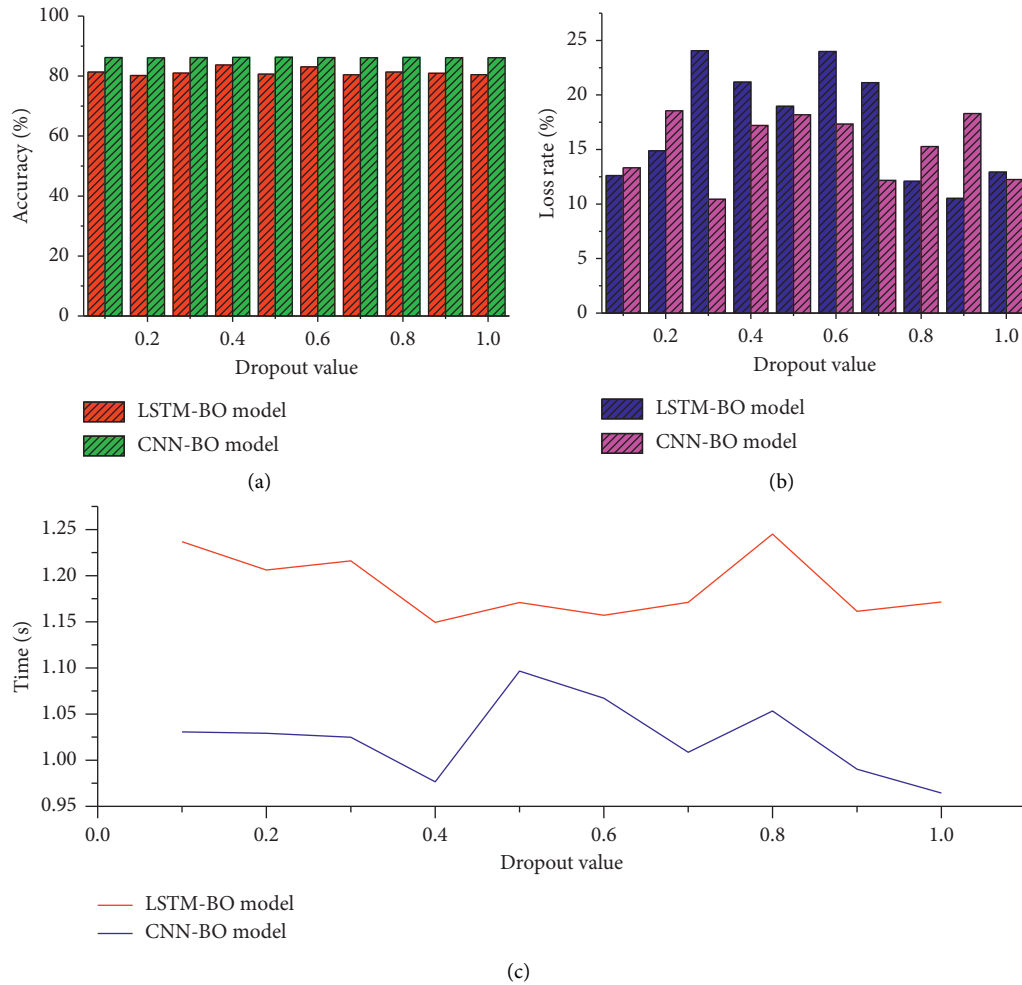 100
80
60
40
20
0
Accuracy (%)
0.2 0.4 0.6 0.8 1.0
Dropout value
LSTM-BO model
CNN-BO model
(a)
25
20
15
10
5
0
Loss rate (%)
0.2 0.4 0.6 0.8 1.0
Dropout value
LSTM-BO model
CNN-BO model
(b)
1.25
1.20
1.15
1.10
1.05
1.00
0.95
Time (s)
0.0 0.2 0.4 0.6 0.8 1.0
Dropout value
LSTM-BO model
CNN-BO model
(c)